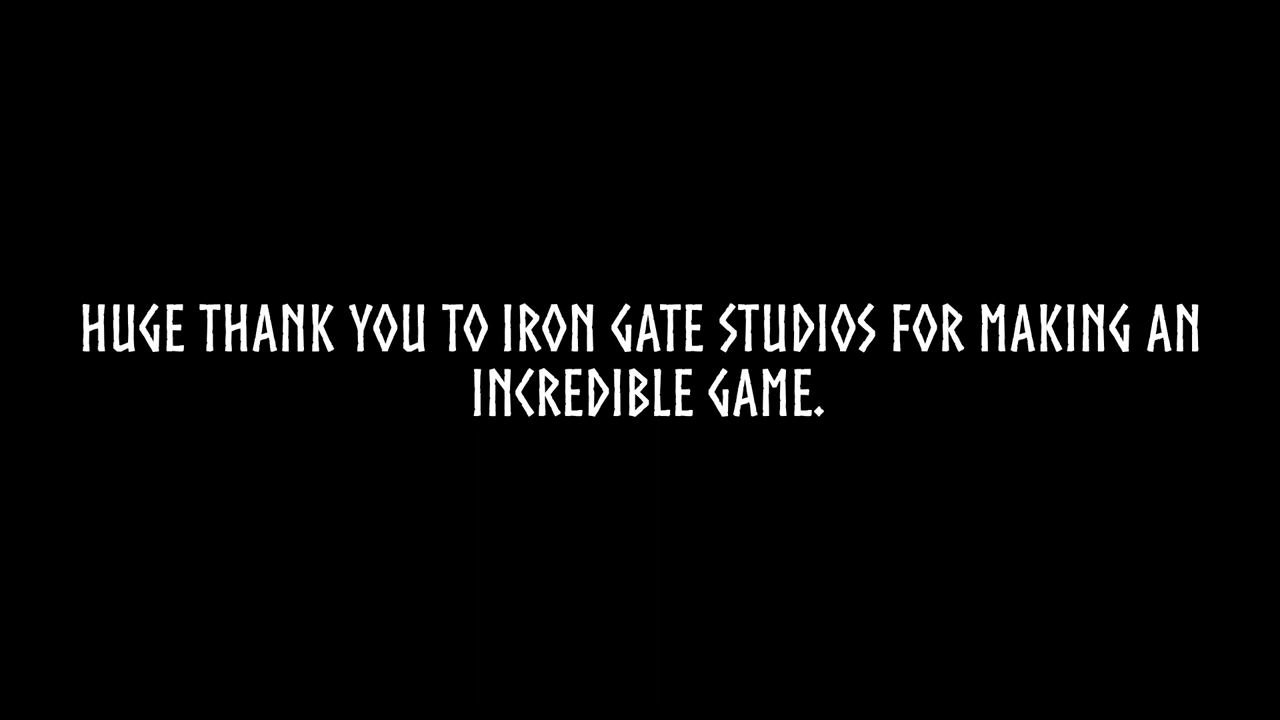 HUGE THANK YOU TO IRON GATE STUDIOS FOR MAKING AN
INCREDIBLE GAME.